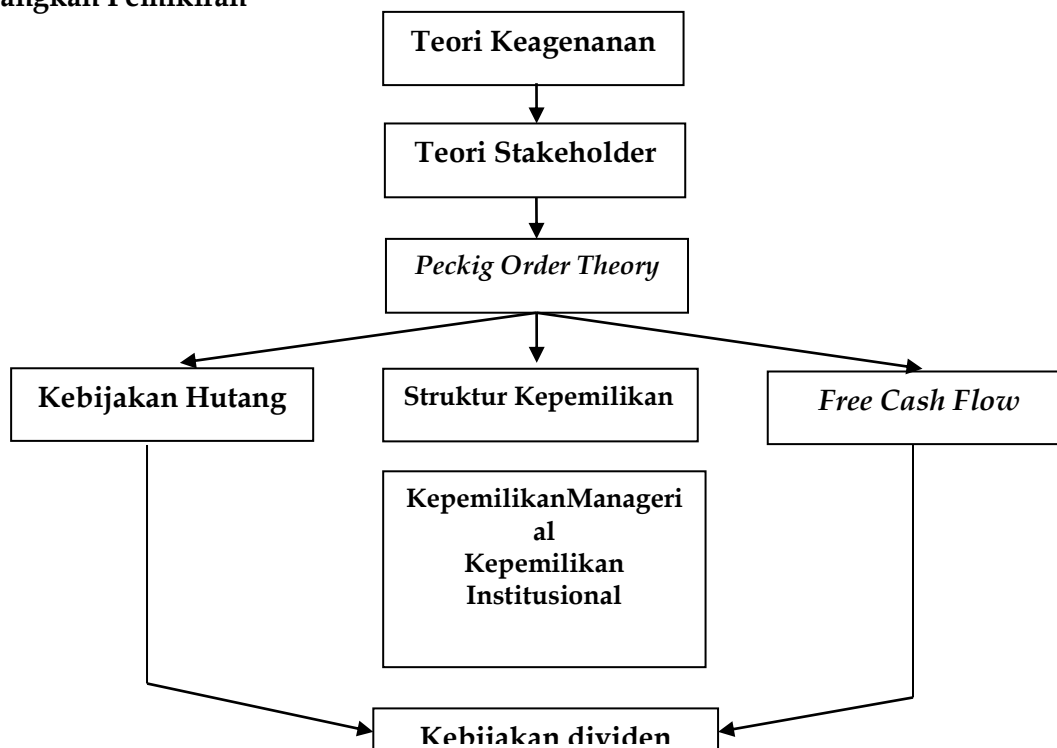 Pemikiran
Teori Keagenanan
Teori Stakeholder
Peckig Order Theory
Kebijakan Hutang
Struktur Kepemilikan
Free Cash Flow
KepemilikanManageri
al
Kepemilikan
Institusional
Kebijakan dividen